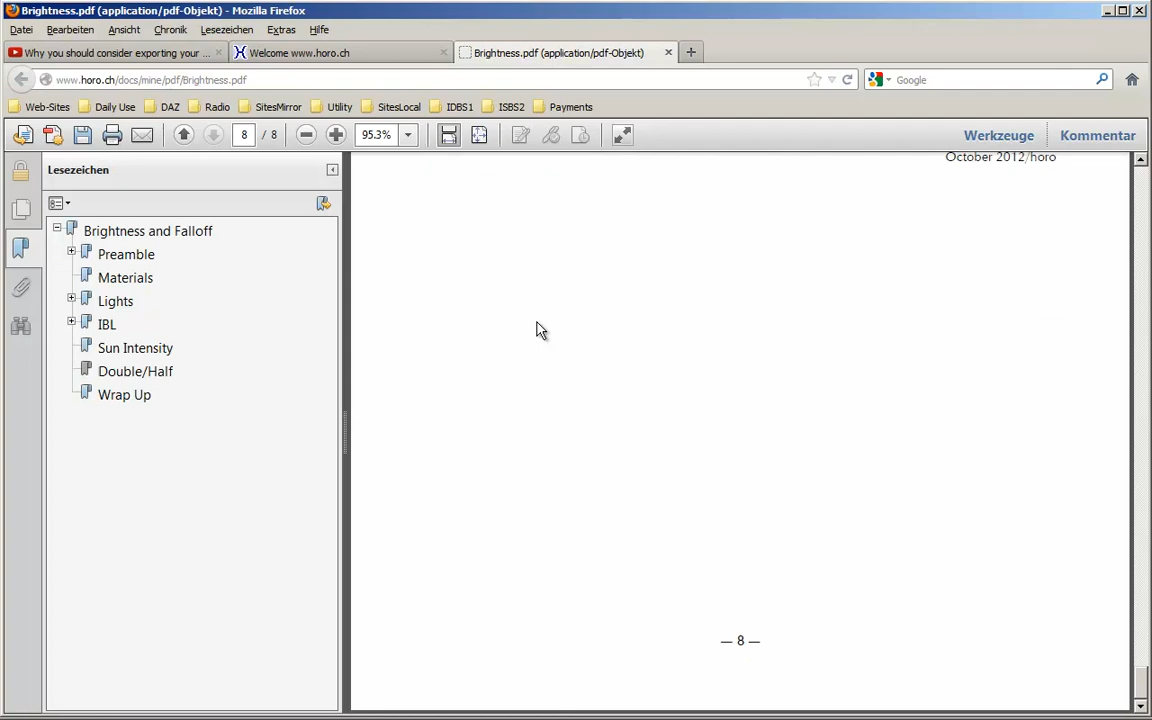 Brightness.pdf (application/pdf-Objekt) - Mozilla Firefox
Datei Bearbeiten Ansicht Chronik Lesezeichen Extras Hilfe
Why you should consider exporting your ... Welcome www.horo.ch Brightness.pdf (application/pdf-Objekt)
www.horo.ch/docs/mine/pdf/Brightness.pdf Google
Web-Sites Daily Use DAZ Radio SitesMirror Utility SitesLocal IDBS1 ISBS2 Payments
8 / 8 95.3% Werkzeuge Kommentar
October 2012/horo
Lesezeichen
Brightness and Falloff
Preamble
Materials
Lights
IBL
Sun Intensity
Double/Half
Wrap Up
— 8 —